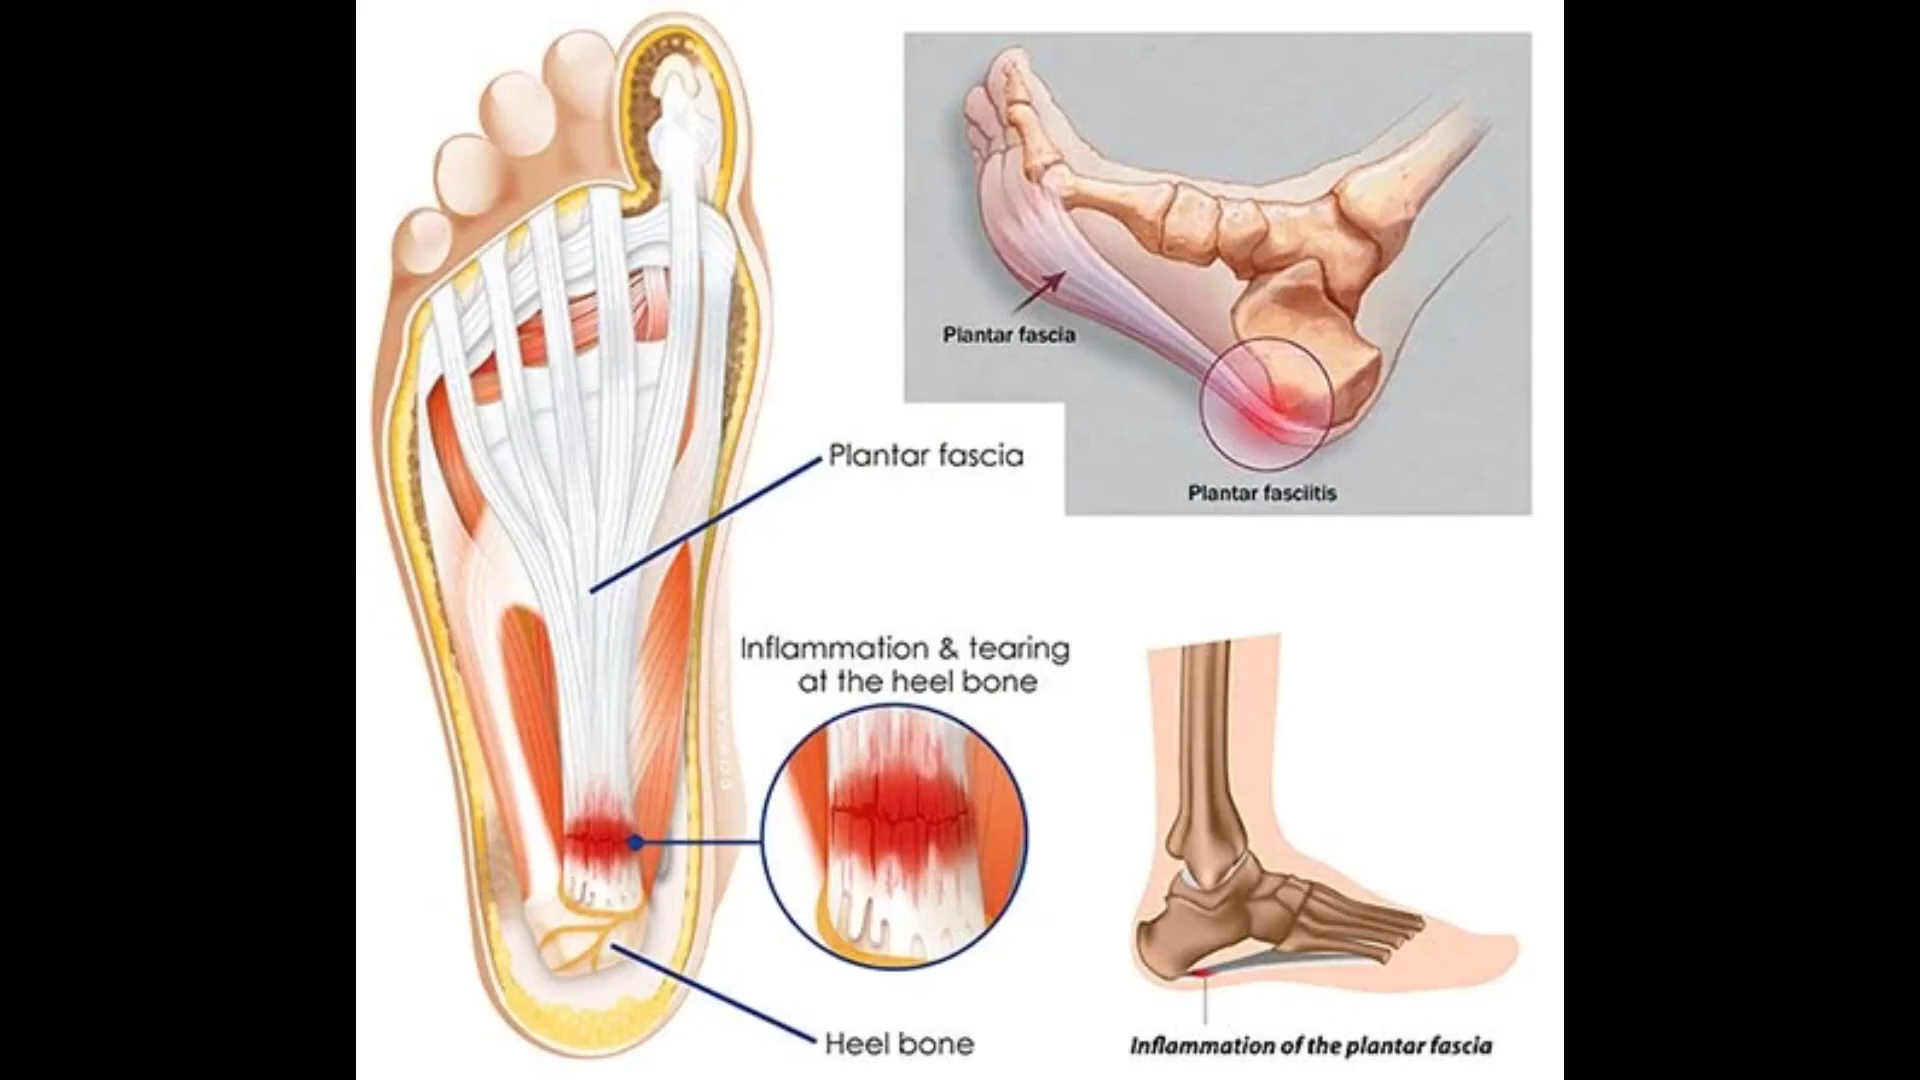 Plantar fascia
Plantar fasciitis
Plantar fascia
Inflammation & tearing
at the heel bone
Heel bone
Inflammation of the plantar fascia